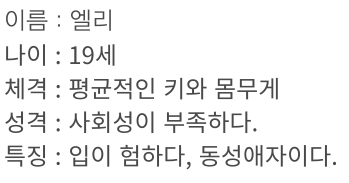 이름 : 엘리
나이 : 19세
체격 : 평균적인 키와 몸무게
성격 : 사회성이 부족하다.
특징 : 입이 험하다, 동성애자이다.